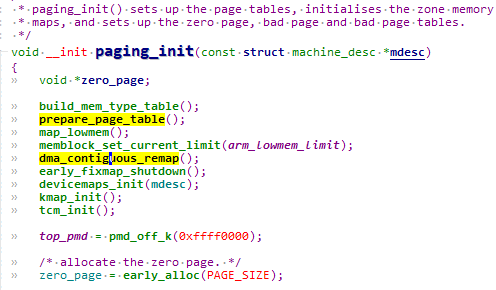 * paging_init() sets up the page tables, initialises the zone memory
* maps, and sets up the zero page, bad page and bad page tables.
*/
void __init paging_init(const struct machine_desc *mdesc)
{
» void *zero_page;
» build_mem_type_table();
» prepare_page_table();
» map_lowmem();
» memblock_set_current_limit(arm_lowmem_limit);
» dma_contiguous_remap();
» early_fixmap_shutdown();
» devicemaps_init(mdesc);
» kmap_init();
» tcm_init();
» top_pmd = pmd_off_k(0xffff0000);
» /* allocate the zero page. */
» zero_page = early_alloc(PAGE_SIZE);